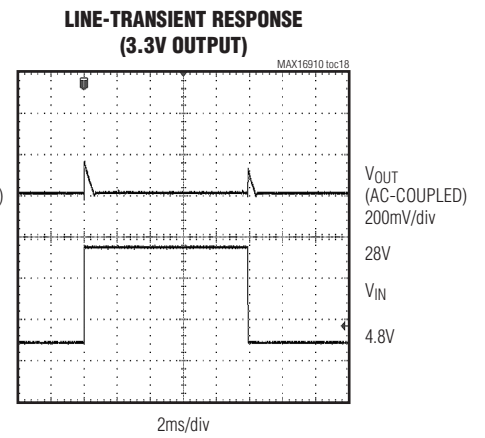 LINE-TRANSIENT RESPONSE
(3.3V OUTPUT)
MAX16910 toc18
VOUT
(AC-COUPLED)
200mV/div
28V
VIN
4.8V
2ms/div